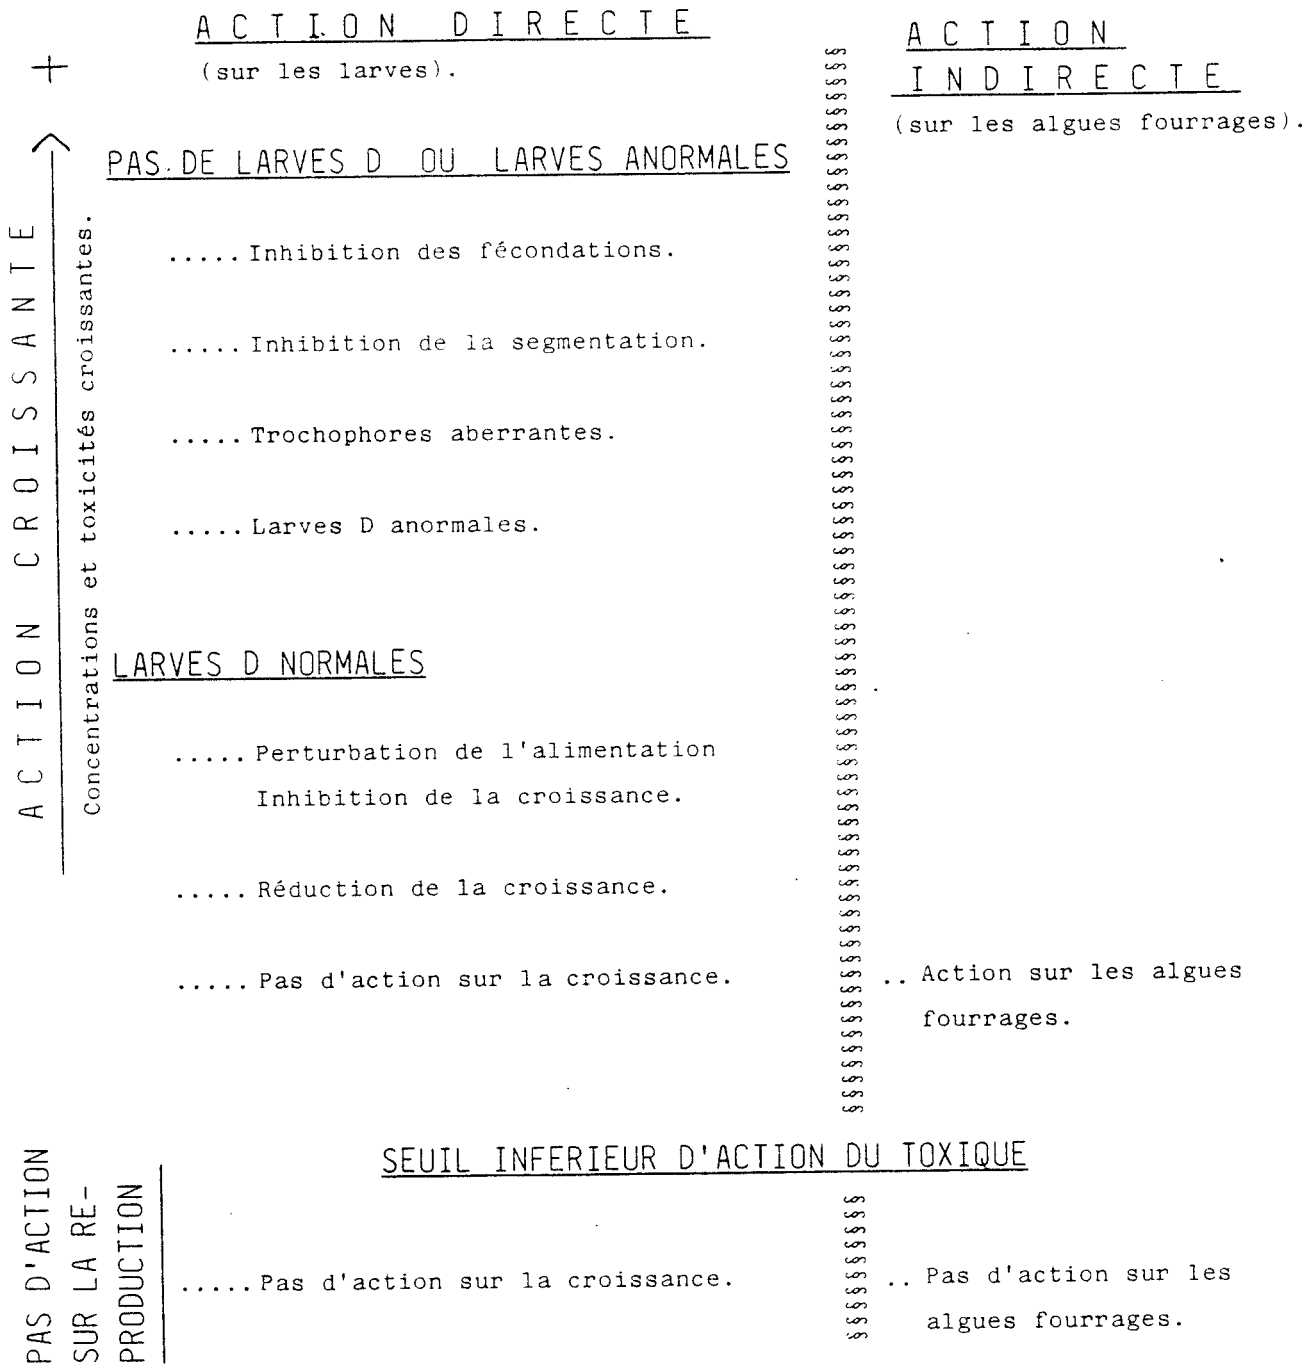 ACTION DIRECTE
(sur les larves).
ACTION
INDIRECTE
(sur les algues fourrages).
+
ACTION CROISSANTE
Concentrations et toxicités croissantes.
PAS DE LARVES D OU LARVES ANORMALES
..... Inhibition des fécondations.
..... Inhibition de la segmentation.
..... Trochophores aberrantes.
..... Larves D anormales.
LARVES D NORMALES
..... Perturbation de l'alimentation
Inhibition de la croissance.
..... Réduction de la croissance.
..... Pas d'action sur la croissance.
.. Action sur les algues
fourrages.
SEUIL INFERIEUR D'ACTION DU TOXIQUE
PAS D'ACTION
SUR LA RE-
PRODUCTION
..... Pas d'action sur la croissance.
.. Pas d'action sur les
algues fourrages.